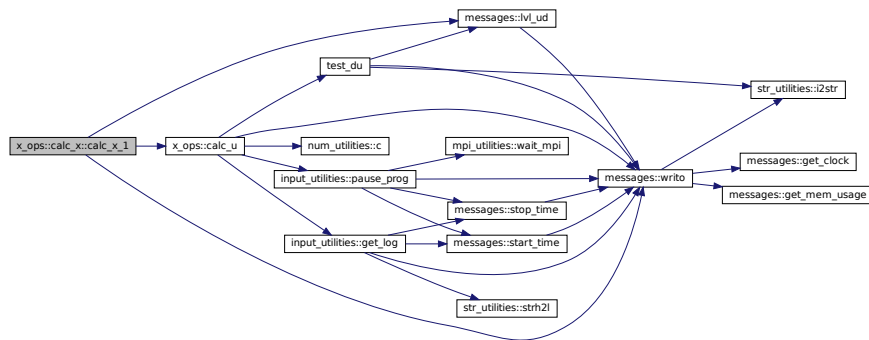 messages::lvl_ud
test_du
str_utilities::i2str
x_ops::calc_x::calc_x_1
x_ops::calc_u
num_utilities::c
mpi_utilities::wait_mpi
messages::get_clock
input_utilities::pause_prog
messages::writo
messages::get_mem_usage
messages::stop_time
input_utilities::get_log
messages::start_time
str_utilities::strh2l